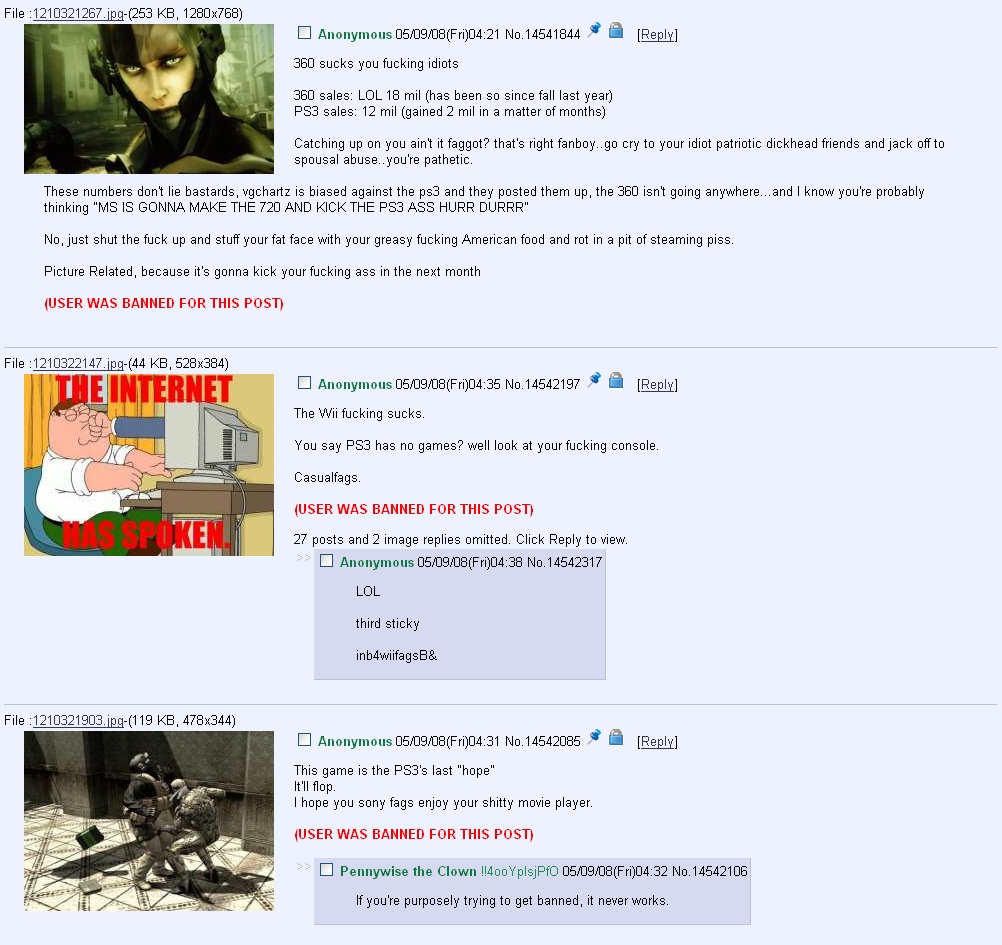 File :1210321267.jpg-(253 KB, 1280x768)
Anonymous 05/09/08(Fri)04:21 No.14541844 [Reply]
360 sucks you fucking idiots
360 sales: LOL 18 mil (has been so since fall last year)
PS3 sales: 12 mil (gained 2 mil in a matter of months)
Catching up on you ain't it faggot? that's right fanboy..go cry to your idiot patriotic dickhead friends and jack off to
spousal abuse..you're pathetic.
These numbers don't lie bastards, vgchartz is biased against the ps3 and they posted them up, the 360 isn't going anywhere...and I know you're probably
thinking "MS IS GONNA MAKE THE 720 AND KICK THE PS3 ASS HURR DURRR"
No, just shut the fuck up and stuff your fat face with your greasy fucking American food and rot in a pit of steaming piss.
Picture Related, because it's gonna kick your fucking ass in the next month
(USER WAS BANNED FOR THIS POST)
File :1210322147.jpg-(44 KB, 528x384)
THE INTERNET
HAS SPOKEN.
Anonymous 05/09/08(Fri)04:35 No.14542197 [Reply]
The Wii fucking sucks.
You say PS3 has no games? well look at your fucking console.
Casualfags.
(USER WAS BANNED FOR THIS POST)
27 posts and 2 image replies omitted. Click Reply to view.
>> Anonymous 05/09/08(Fri)04:38 No.14542317
LOL
third sticky
inb4wiifagsB&
File :1210321903.jpg-(119 KB, 478x344)
Anonymous 05/09/08(Fri)04:31 No.14542085 [Reply]
This game is the PS3's last "hope"
It'll flop.
I hope you sony fags enjoy your shitty movie player.
(USER WAS BANNED FOR THIS POST)
>> Pennywise the Clown !!4ooYplsjPfO 05/09/08(Fri)04:32 No.14542106
If you're purposely trying to get banned, it never works.